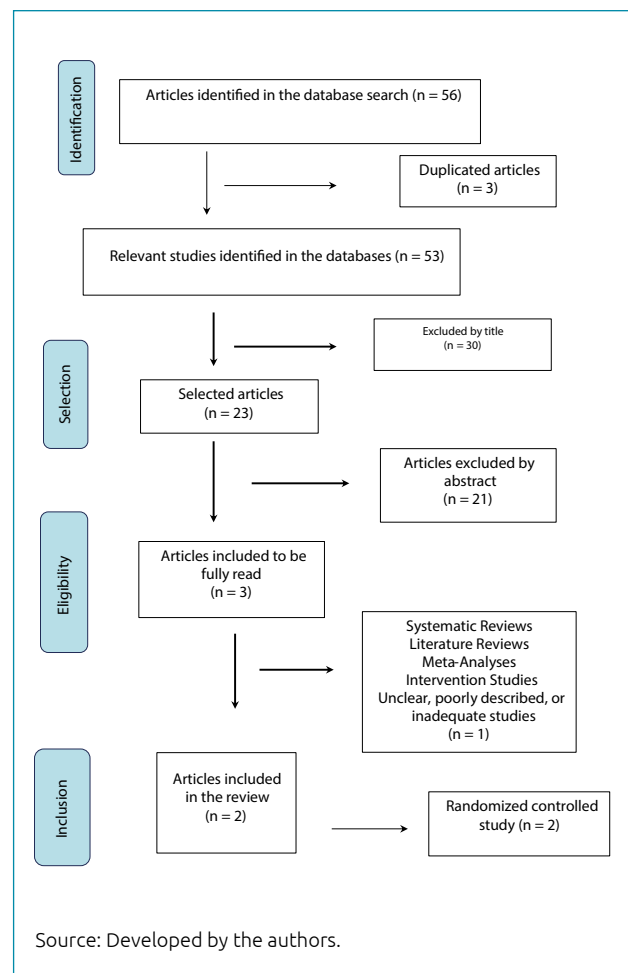 Identification
Articles identified in the database search (n = 56)
Duplicated articles
(n = 3)
Relevant studies identified in the databases (n = 53)
Excluded by title
(n = 30)
Selection
Selected articles
(n = 23)
Articles excluded by
abstract
(n = 21)
Eligibility
Articles included to be
fully read
(n = 3)
Systematic Reviews
Literature Reviews
Meta-Analyses
Intervention Studies
Unclear, poorly described, or
inadequate studies
(n = 1)
Inclusion
Articles included
in the review
(n = 2)
Randomized controlled
study (n = 2)
Source: Developed by the authors.